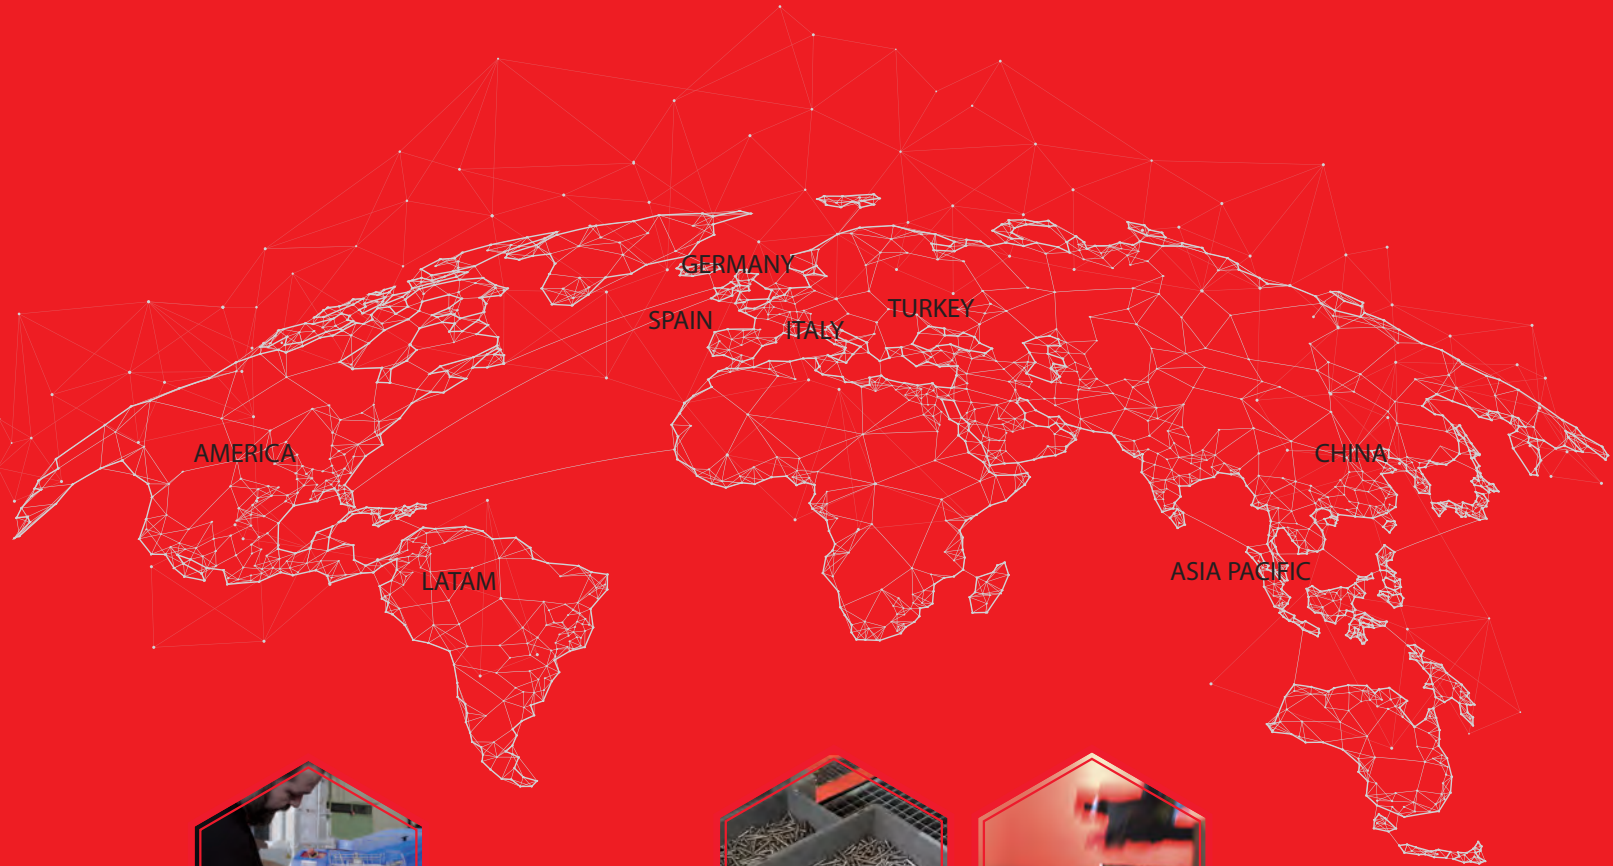 GERMANY
TURKEY
SPAIN
ITALY
AMERICA
CHINA
ASIA PACIFIC
LATAM